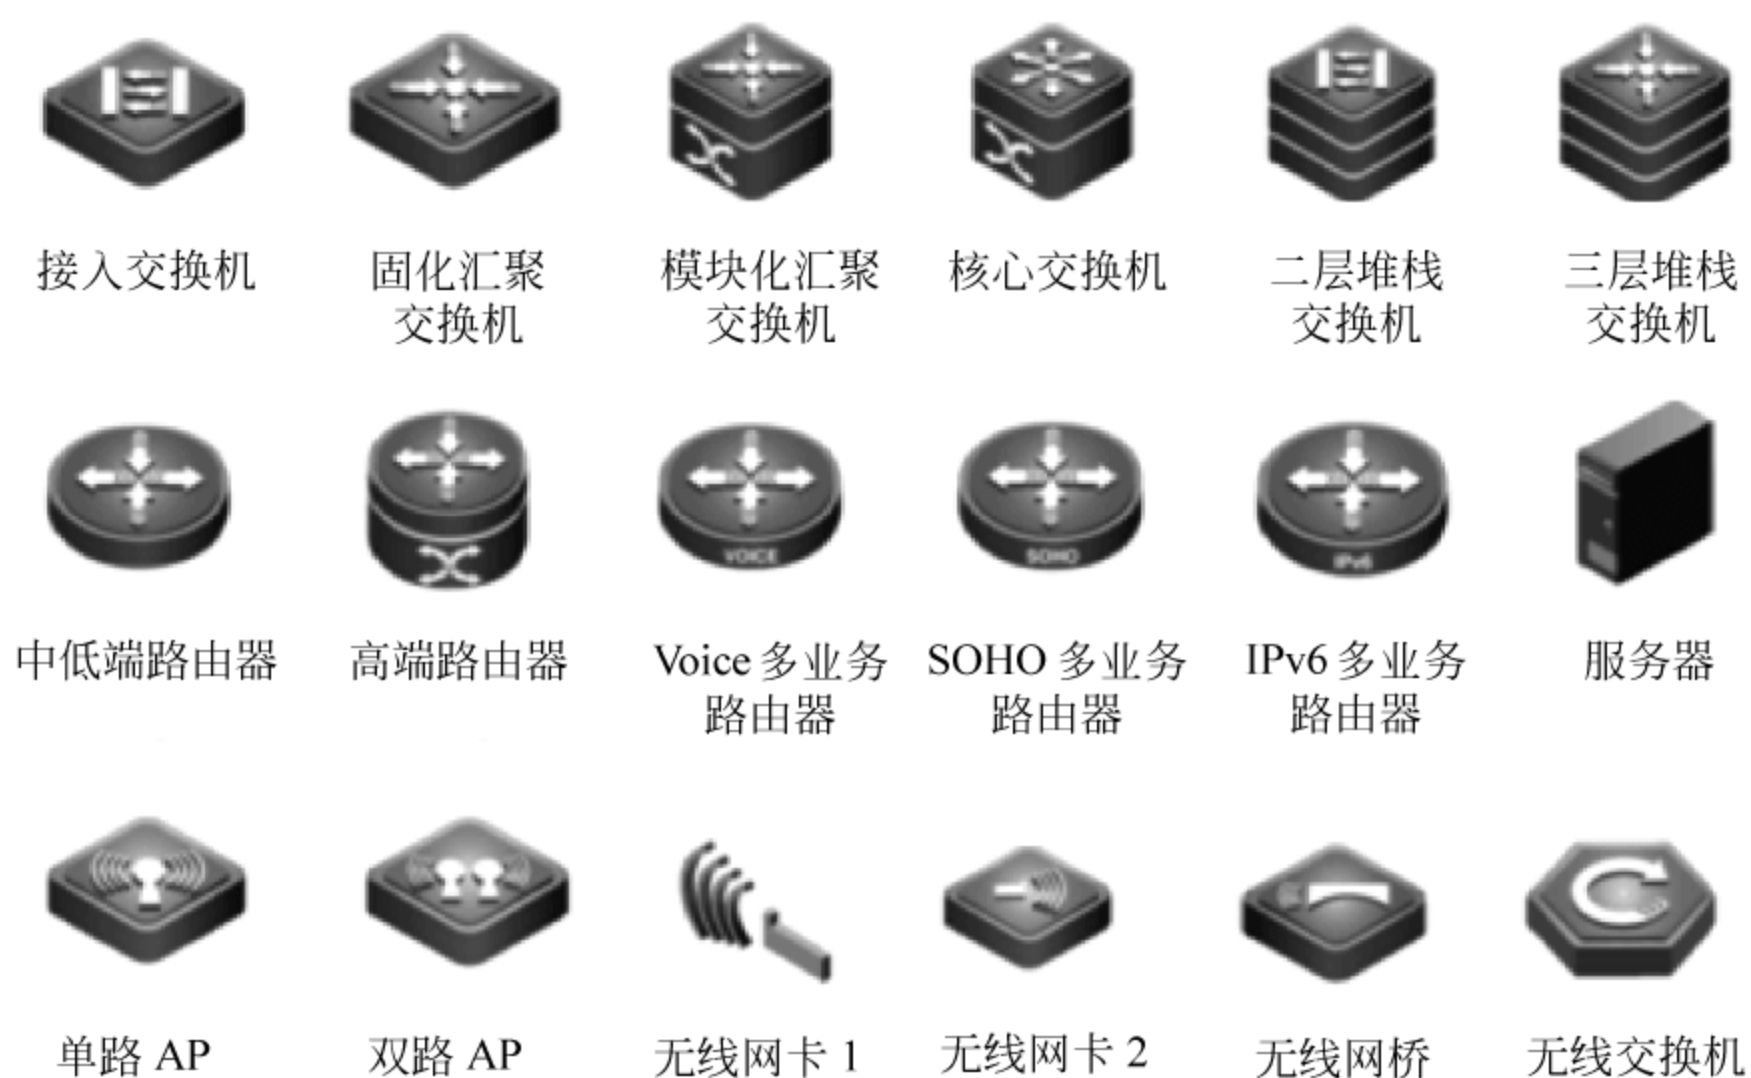 接入交换机
固化汇聚
交换机
模块化汇聚
交换机
核心交换机
二层堆栈
交换机
三层堆栈
交换机
VOICE
SOHO
IPv6
中低端路由器
高端路由器
Voice 多业务
路由器
SOHO 多业务
路由器
IPv6 多业务
路由器
服务器
单路 AP
双路 AP
无线网卡 1
无线网卡 2
无线网桥
无线交换机